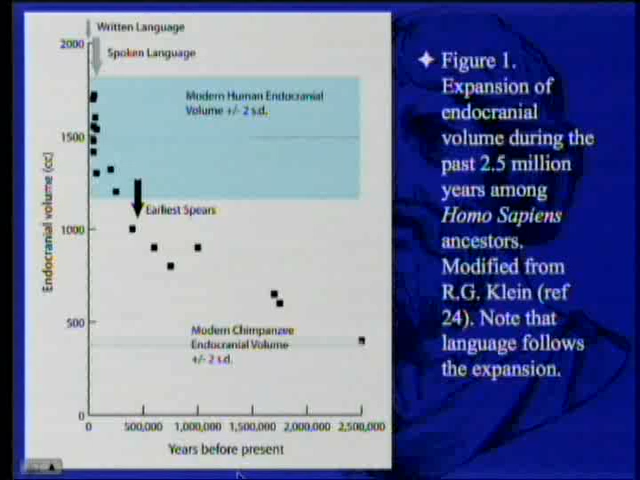 Written Language
Spoken Language
2000
1500
1000
500
0
Endocranial volume (cc)
Modern Human Endocranial
Volume +/- 2 s.d.
Earliest Spears
Modern Chimpanzee
Endocranial Volume
+/- 2 s.d.
0 500,000 1,000,000 1,500,000 2,000,000 2,500,000
Years before present
Figure 1.
Expansion of
endocranial
volume during the
past 2.5 million
years among
Homo Sapiens
ancestors.
Modified from
R.G. Klein (ref
24). Note that
language follows
the expansion.